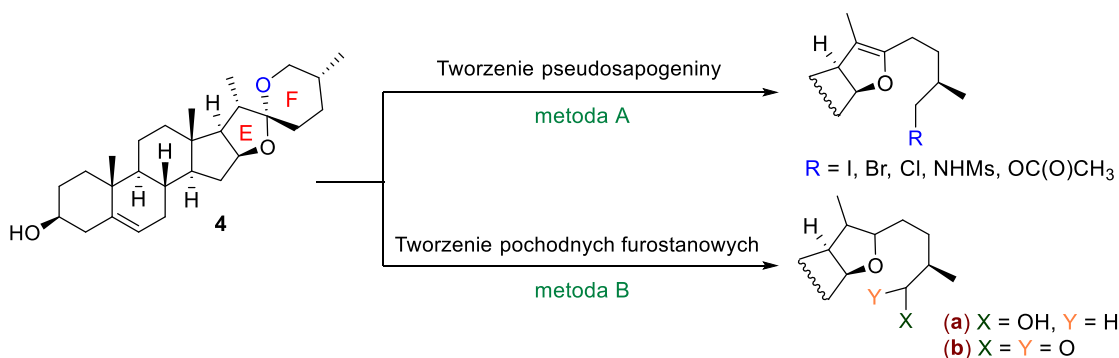 H
O
F
H
E
O
H
H
H
HO
4
Tworzenie pseudosapogeniny
metoda A
H
O
R
R = I, Br, Cl, NHMs, OC(O)CH₃
Tworzenie pochodnych furostanowych
metoda B
H
O
Y
X
(a) X = OH, Y = H
(b) X = Y = O